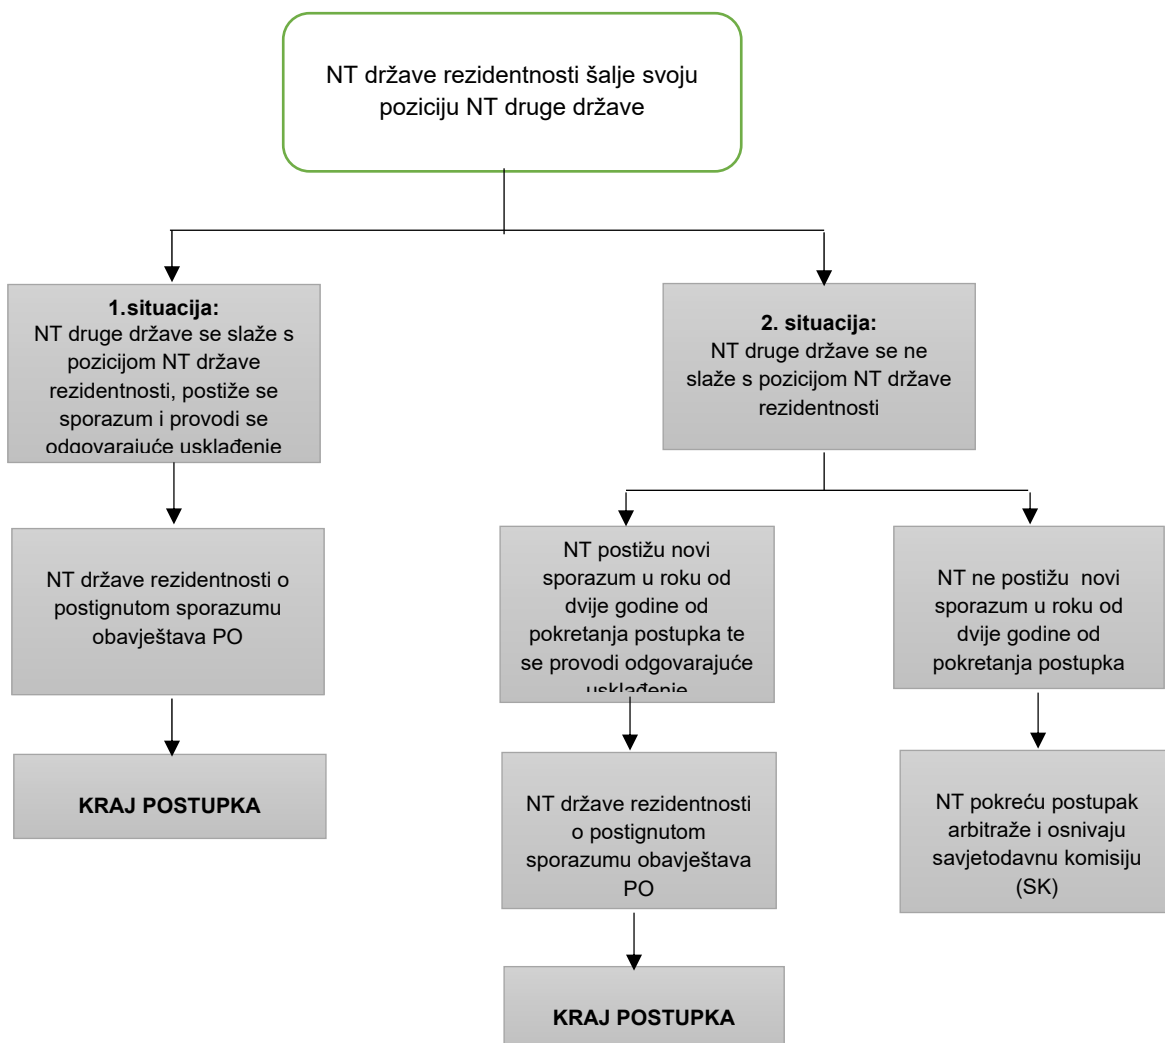 NT države rezidentnosti šalje svoju
poziciju NT druge države
1.situacija:
NT druge države se slaže s
pozicijom NT države
rezidentnosti, postiže se
sporazum i provodi se
odgovarajuće usklađenje
2. situacija:
NT druge države se ne
slaže s pozicijom NT države
rezidentnosti
NT države rezidentnosti o
postignutom sporazumu
obavještava PO
KRAJ POSTUPKA
NT postižu novi
sporazum u roku od
dvije godine od
pokretanja postupka te
se provodi odgovarajuće
usklađenje
NT ne postižu  novi
sporazum u roku od
dvije godine od
pokretanja postupka
NT države rezidentnosti
o postignutom
sporazumu obavještava
PO
NT pokreću postupak
arbitraže i osnivaju
savjetodavnu komisiju
(SK)
KRAJ POSTUPKA